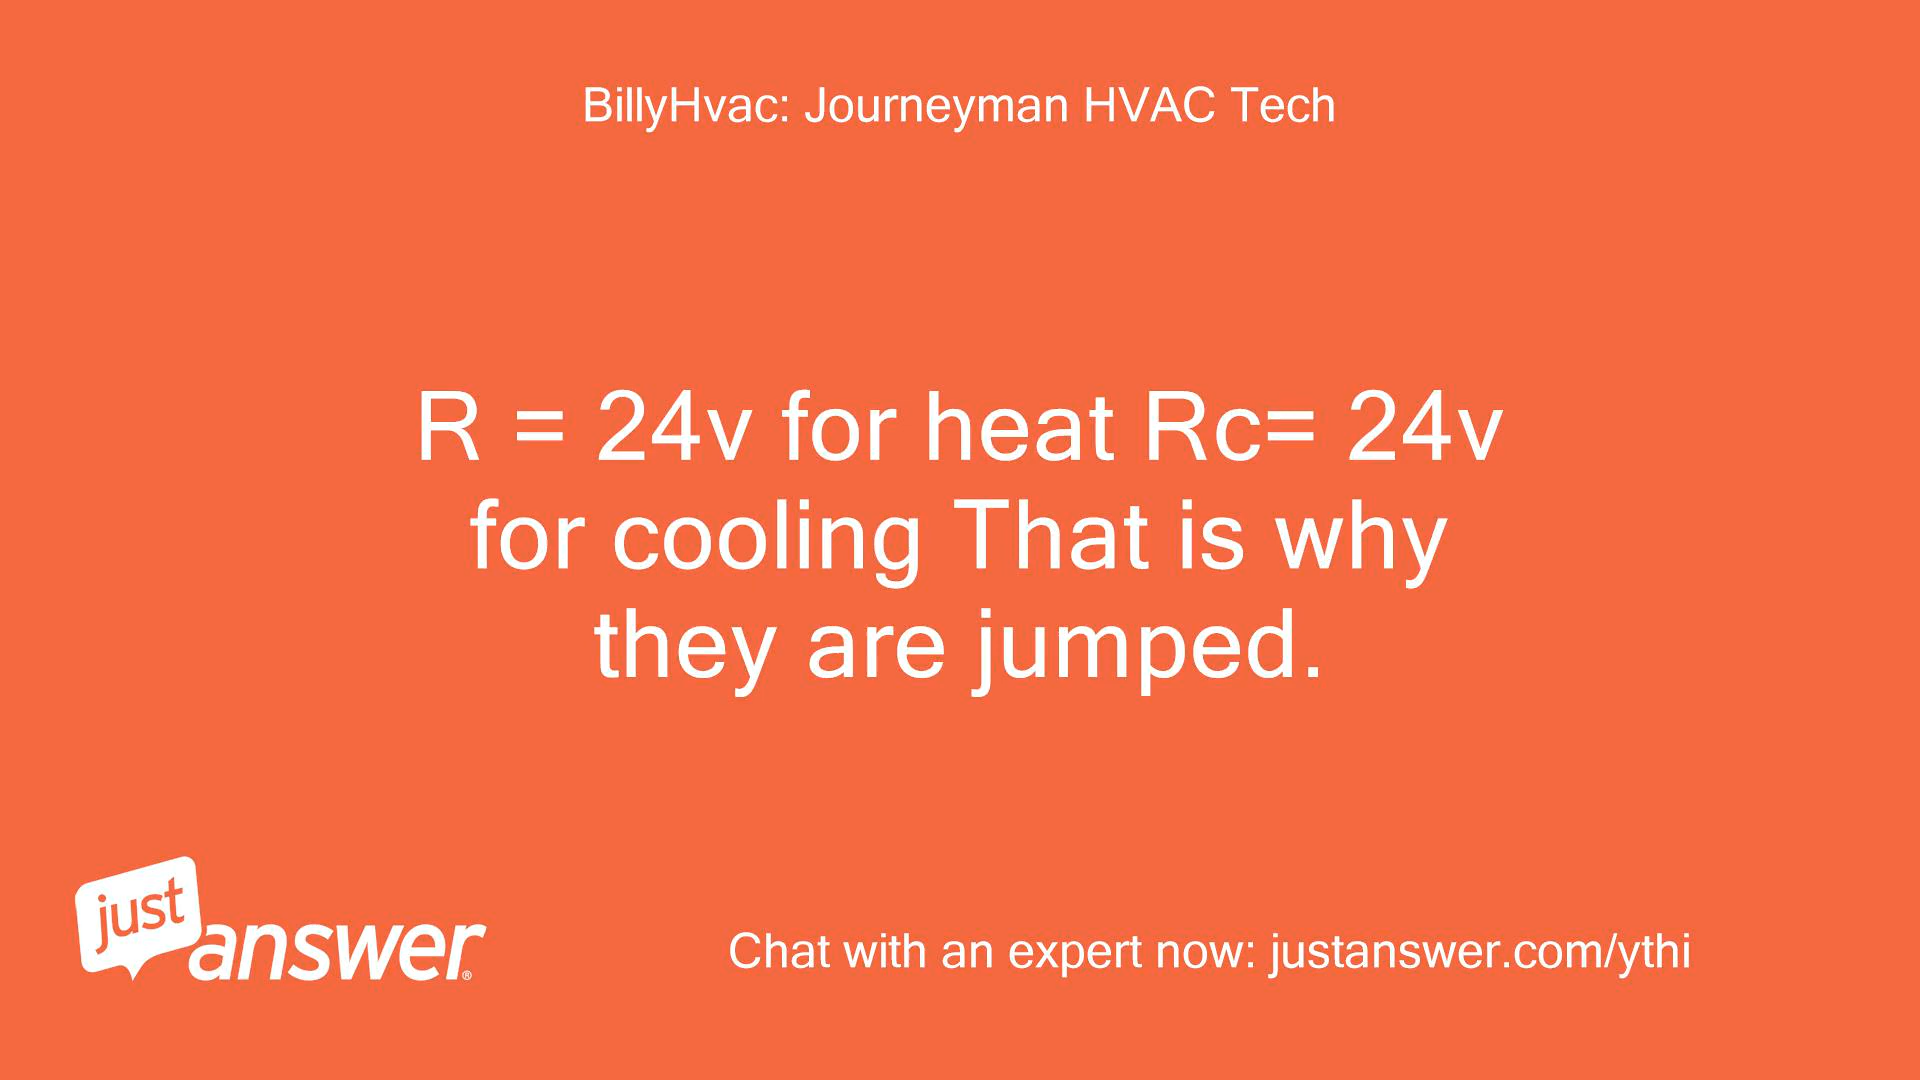 BillyHvac: Journeyman HVAC Tech
R = 24v for heat Rc= 24v
for cooling That is why
they are jumped.
just
answer®
Chat with an expert now: justanswer.com/ythi